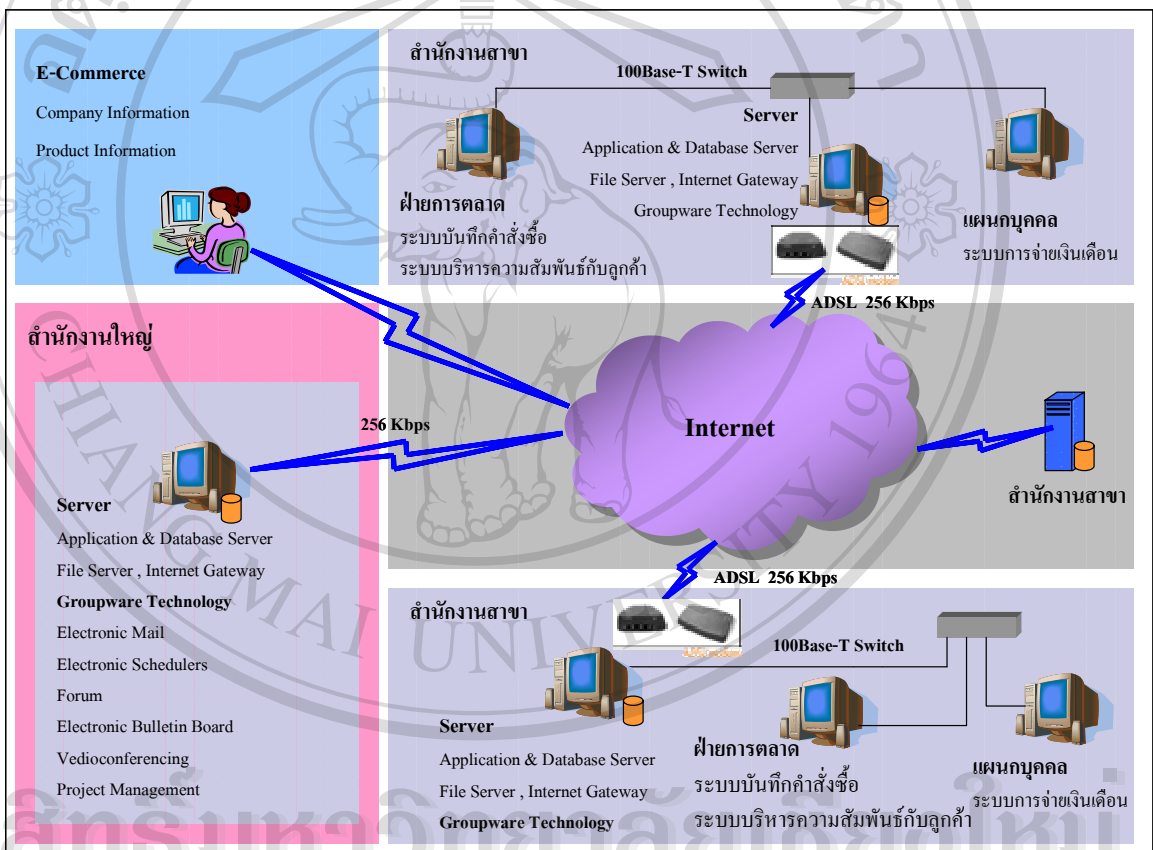 E-Commerce
Company Information
Product Information
สำนักงานสาขา
100Base-T Switch
Server
Application & Database Server
File Server , Internet Gateway
Groupware Technology
ฝ่ายการตลาด
ระบบบันทึกคำสั่งซื้อ
ระบบบริหารความสัมพันธ์กับลูกค้า
แผนกบุคคล
ระบบการจ่ายเงินเดือน
ADSL 256 Kbps
สำนักงานใหญ่
256 Kbps
Server
Application & Database Server
File Server , Internet Gateway
Groupware Technology
Electronic Mail
Electronic Schedulers
Forum
Electronic Bulletin Board
Vedioconferencing
Project Management
Internet
สำนักงานสาขา
ADSL 256 Kbps
สำนักงานสาขา
100Base-T Switch
Server
Application & Database Server
File Server , Internet Gateway
Groupware Technology
ฝ่ายการตลาด
ระบบบันทึกคำสั่งซื้อ
ระบบบริหารความสัมพันธ์กับลูกค้า
แผนกบุคคล
ระบบการจ่ายเงินเดือน
CHIANG MAI UNIVERSITY 1964